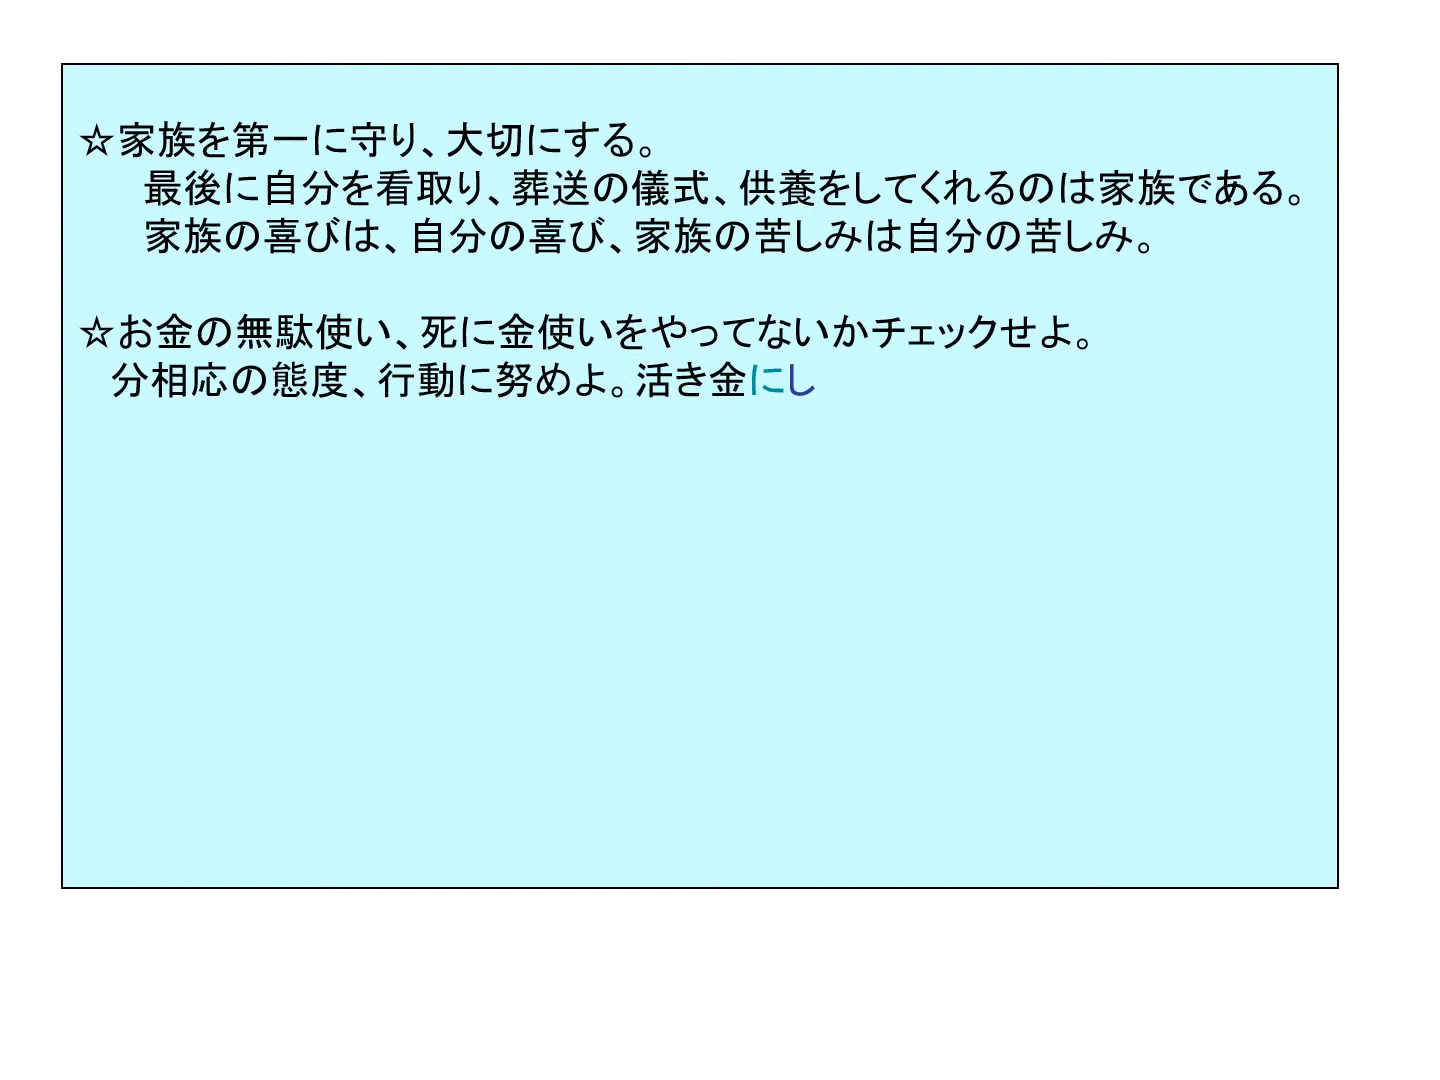 ☆家族を第一に守り、大切にする。
最後に自分を看取り、葬送の儀式、供養をしてくれるのは家族である。
家族の喜びは、自分の喜び、家族の苦しみは自分の苦しみ。
☆お金の無駄使い、死に金使いをやってないかチェックせよ。
分相応の態度、行動に努めよ。活き金にし